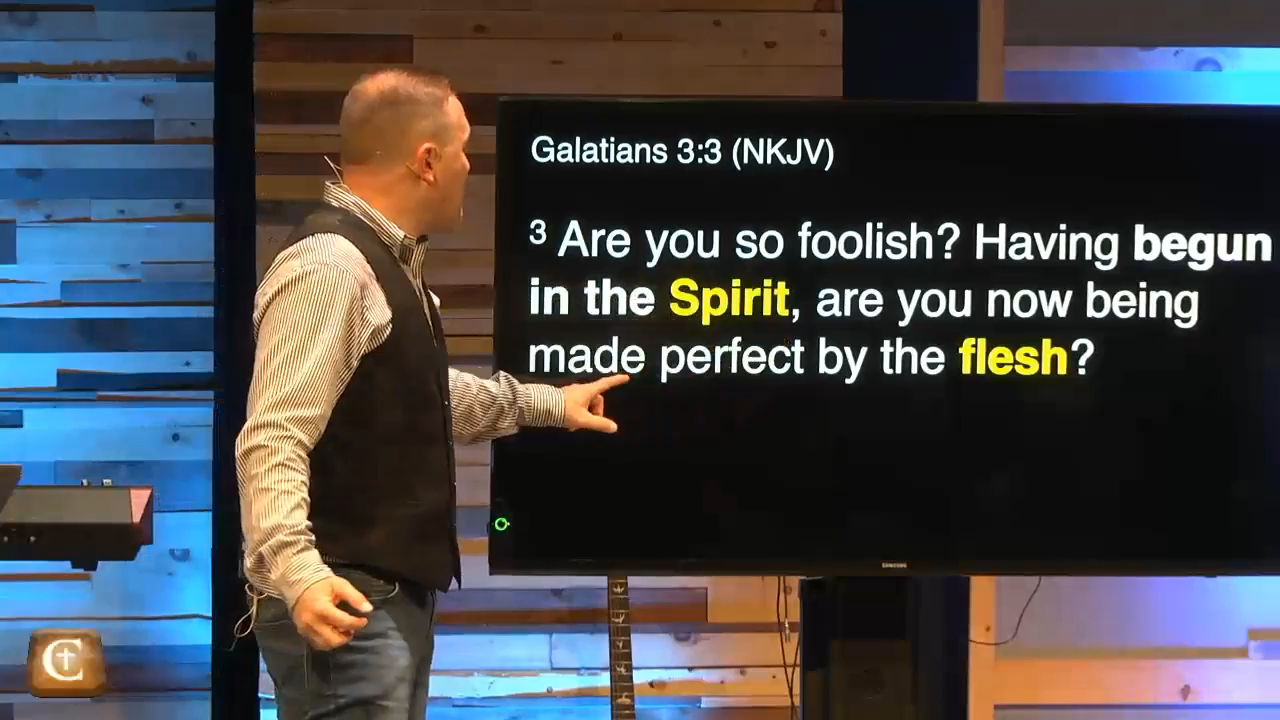 Galatians 3:3 (NKJV)
3 Are you so foolish? Having begun
in the Spirit, are you now being
made perfect by the flesh?
SAMSUNG
C